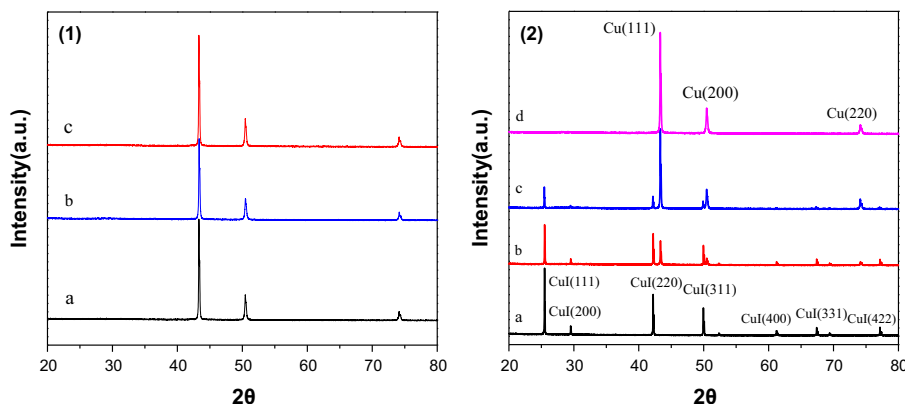 (1)
c
b
a
Intensity(a.u.)
20 30 40 50 60 70 80
2θ
(2)
Cu(111)
Cu(200)
Cu(220)
d
c
b
CuI(111)
CuI(220)
CuI(311)
CuI(200)
CuI(400)
CuI(331)
CuI(422)
a
Intensity(a.u.)
20 30 40 50 60 70 80
2θ